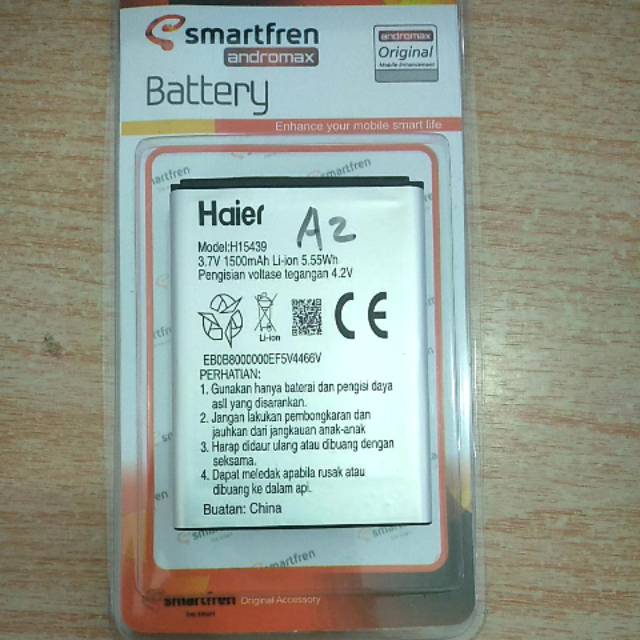 smartfren
andromax
Battery
andromax
Original
Mobile Enhancement
Enhance your mobile smart life
smartfren
smartfren
Haier
A2
Model:H15439
3.7V 1500mAh Li-ion 5.55Wh
Pengisian voltase tegangan 4.2V
Li-ion
CE
EB0B8000000EF5V4466V
PERHATIAN:
1. Gunakan hanya baterai dan pengisi daya
asli yang disarankan.
2. Jangan lakukan pembongkaran dan
jauhkan dari jangkauan anak-anak
3. Harap didaur ulang atau dibuang dengan
seksama.
4. Dapat meledak apabila rusak atau
dibuang ke dalam api.
Buatan: China
smartfren
smartfren
smartfren Original Accessory